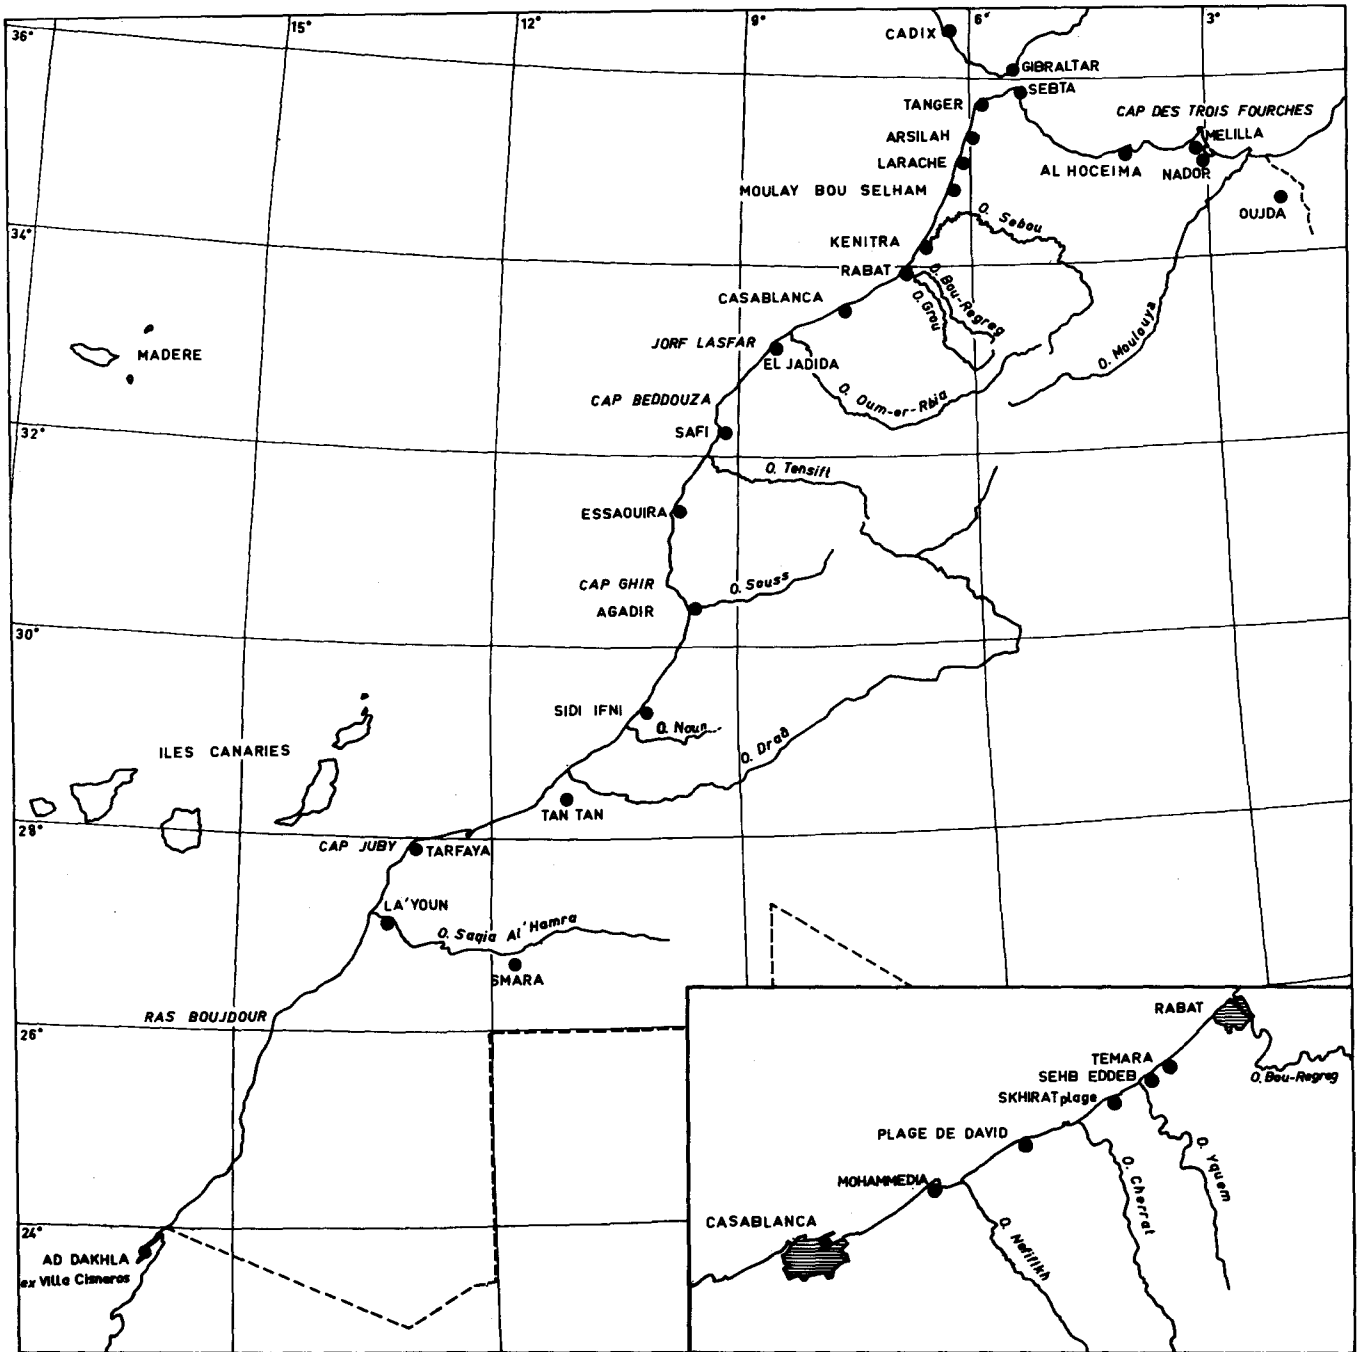 15°
12°
9°
6°
3°
36°
CADIX
GIBRALTAR
SEBTA
TANGER
CAP DES TROIS FOURCHES
MELILLA
ARSILAH
LARACHE
AL HOCEIMA
NADOR
MOULAY BOU SELHAM
OUJDA
34°
O. Sebou
KENITRA
RABAT
O. Bou-Regreg
O. Grou
CASABLANCA
O. Moulouya
MADERE
JORF LASFAR
EL JADIDA
CAP BEDDOUZA
O. Oum-er-Rbia
32°
SAFI
O. Tensift
ESSAOUIRA
CAP GHIR
O. Souss
AGADIR
30°
SIDI IFNI
O. Noun
O. Draâ
ILES CANARIES
TAN TAN
28°
CAP JUBY
TARFAYA
LA'YOUN
O. Saqia Al'Hamra
SMARA
RAS BOUJDOUR
26°
24°
AD DAKHLA
ex Villa Cisneros
RABAT
TEMARA
SEHB EDDEB
O. Bou-Regreg
SKHIRAT plage
PLAGE DE DAVID
O. Yquem
O. Cherrat
MOHAMMEDIA
CASABLANCA
O. Nefifikh